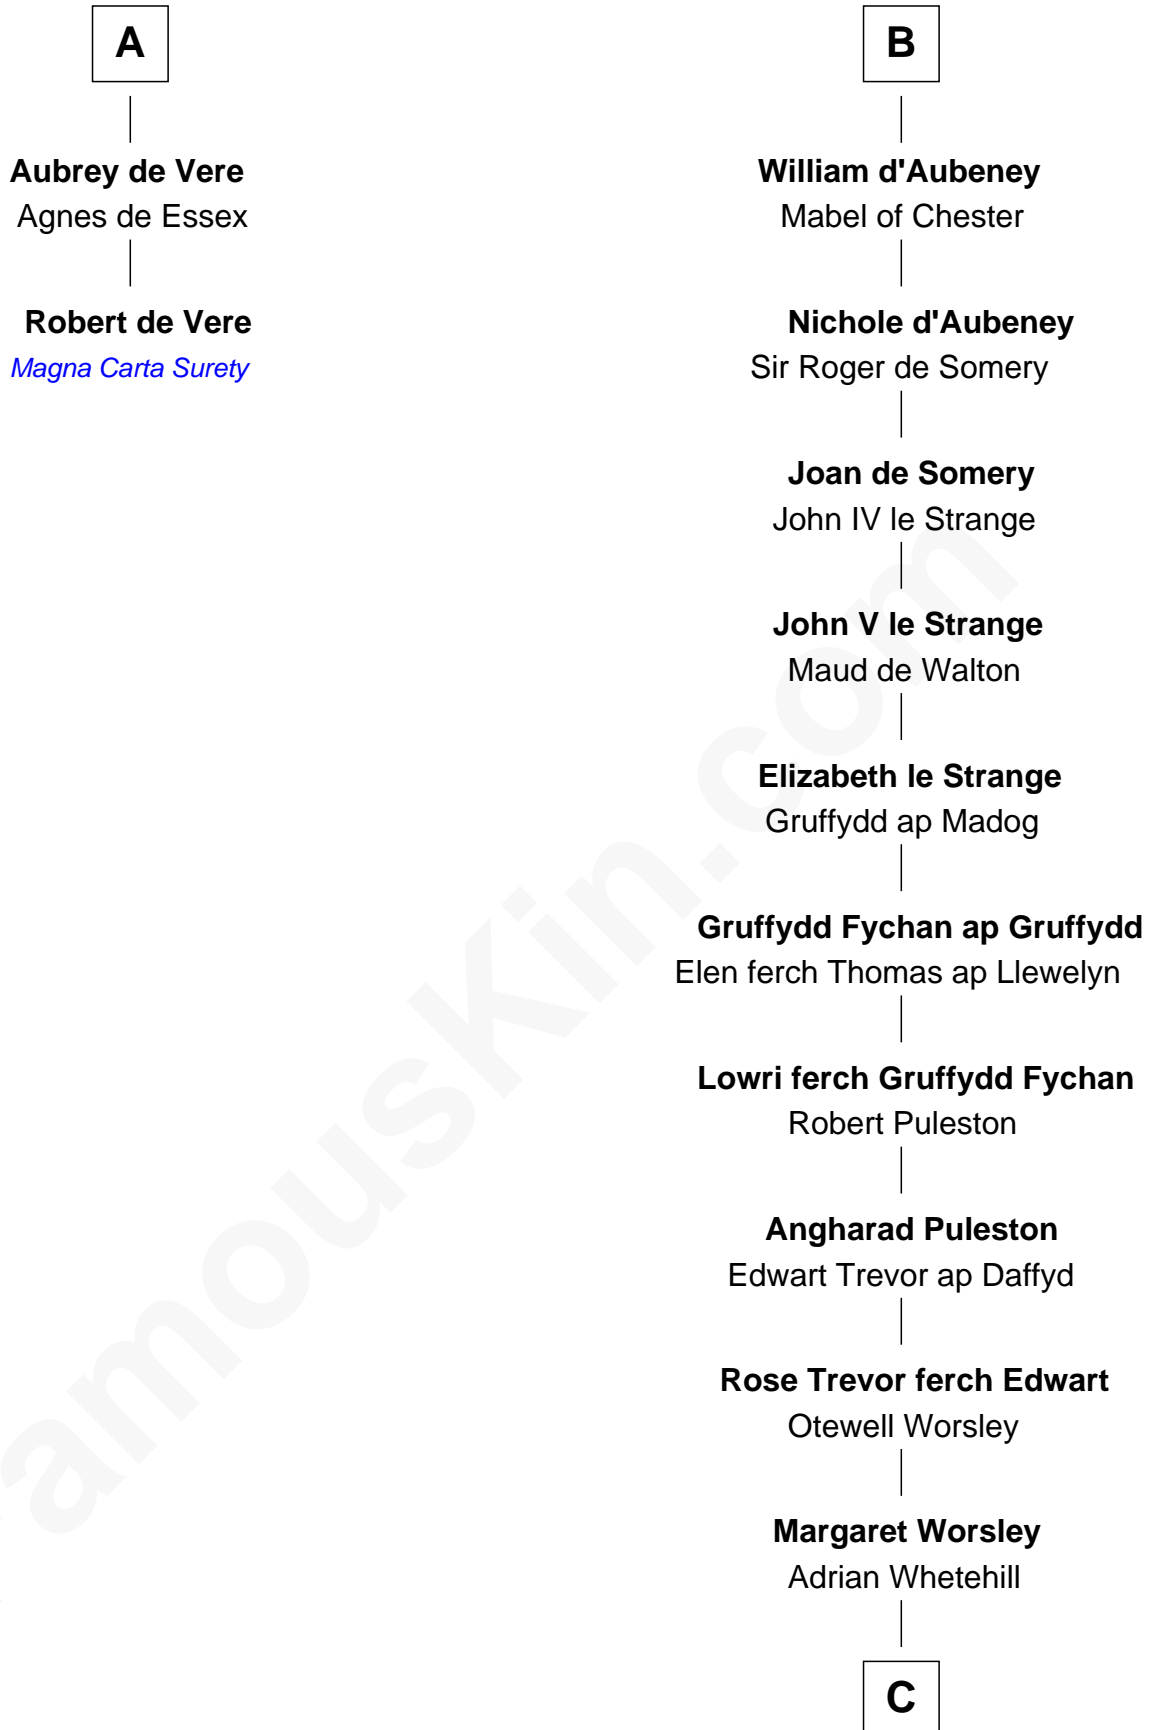 A
Aubrey de Vere
Agnes de Essex
Robert de Vere
Magna Carta Surety
B
William d'Aubeney
Mabel of Chester
Nichole d'Aubeney
Sir Roger de Somery
Joan de Somery
John IV le Strange
John V le Strange
Maud de Walton
Elizabeth le Strange
Gruffydd ap Madog
Gruffydd Fychan ap Gruffydd
Elen ferch Thomas ap Llewelyn
Lowri ferch Gruffydd Fychan
Robert Puleston
Angharad Puleston
Edwart Trevor ap Daffyd
Rose Trevor ferch Edwart
Otewell Worsley
Margaret Worsley
Adrian Whetehill
C
amousKin.com